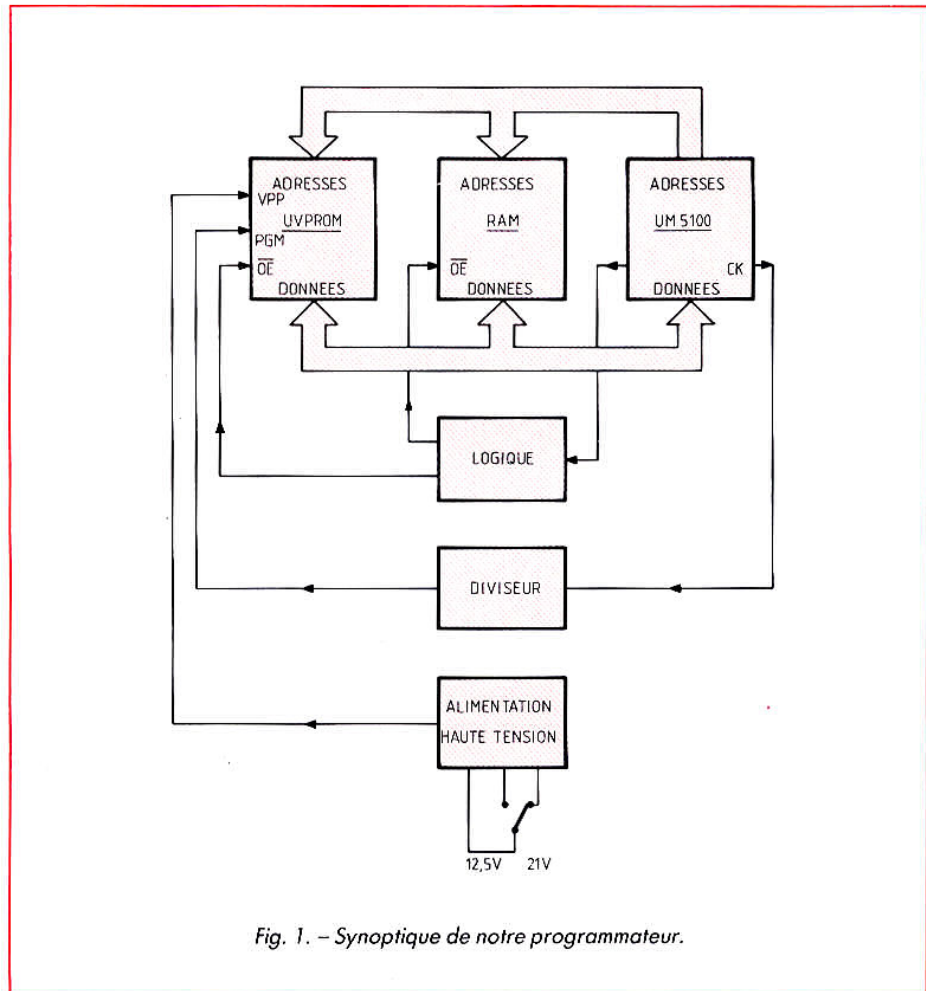 ADRESSES
VPP
UVPROM
PGM
OE
DONNEES
ADRESSES
RAM
OE
DONNEES
ADRESSES
UM 5100
CK
DONNEES
LOGIQUE
DIVISEUR
ALIMENTATION
HAUTE TENSION
12,5V 21V
Fig. 1. – Synoptique de notre programmateur.